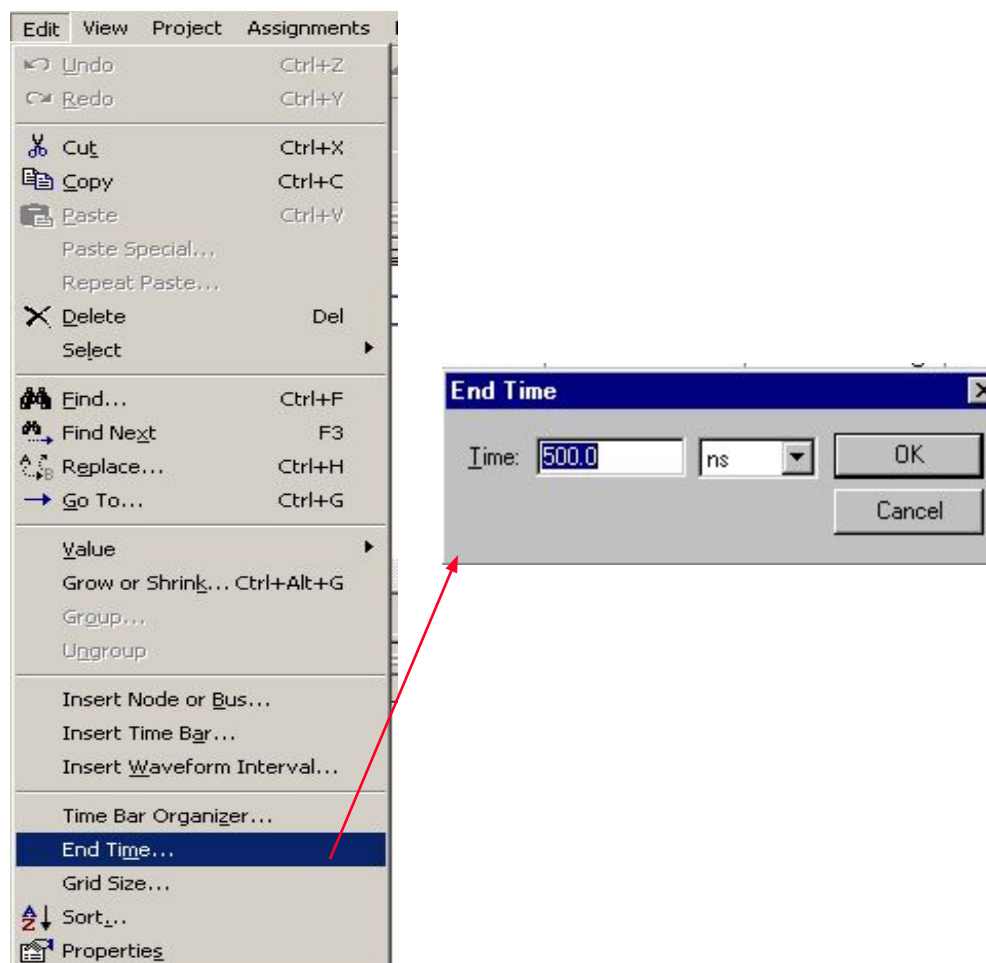 Edit View Project Assignments
Undo Ctrl+Z
Redo Ctrl+Y
Cut Ctrl+X
Copy Ctrl+C
Paste Ctrl+V
Paste Special...
Repeat Paste...
Delete Del
Select
Find... Ctrl+F
Find Next F3
Replace... Ctrl+H
Go To... Ctrl+G
Value
Grow or Shrink... Ctrl+Alt+G
Group...
Ungroup
Insert Node or Bus...
Insert Time Bar...
Insert Waveform Interval...
Time Bar Organizer...
End Time...
Grid Size...
Sort...
Properties
End Time
Time: 500.0 ns OK
Cancel